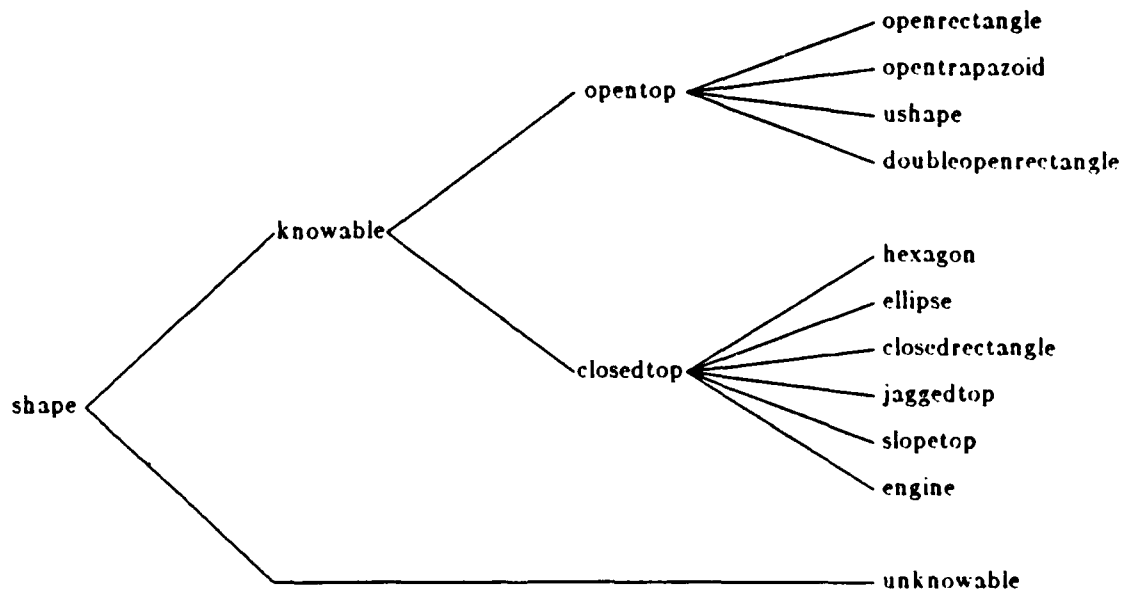 openrectangle
opentrapazoid
opentop
ushape
doubleopenrectangle
knowable
hexagon
ellipse
closedrectangle
closedtop
jaggedtop
shape
slopetop
engine
unknowable